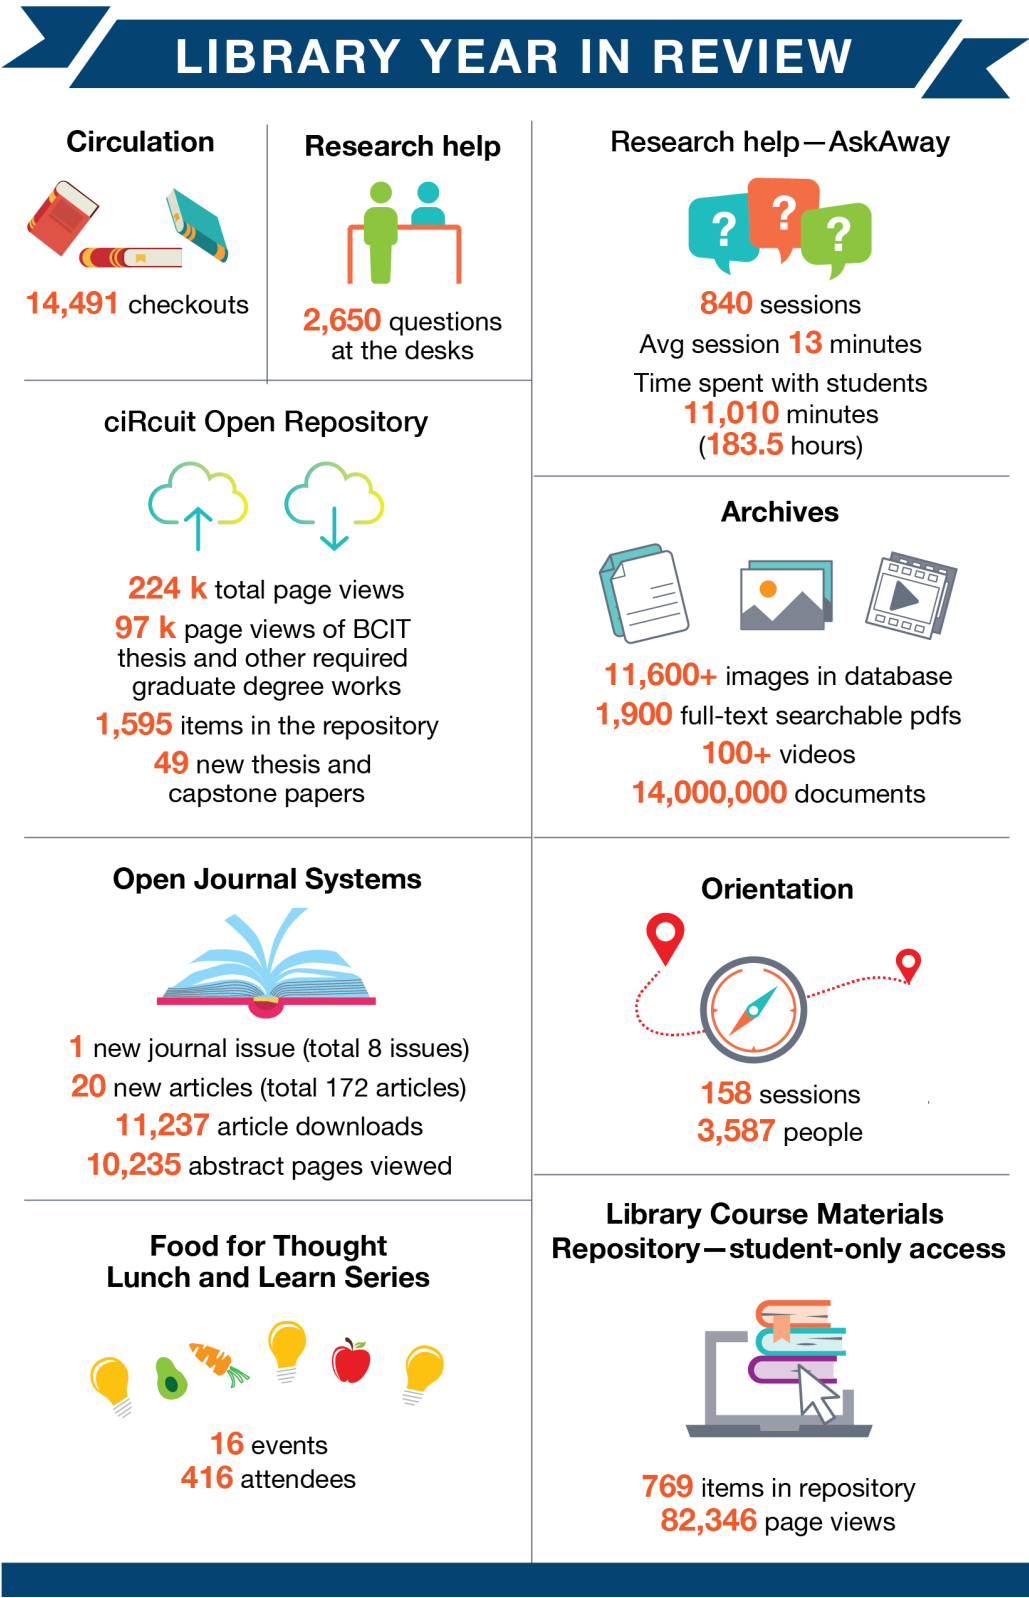 LIBRARY YEAR IN REVIEW
Circulation
14,491 checkouts
Research help
2,650 questions
at the desks
Research help—AskAway
? ? ?
840 sessions
Avg session 13 minutes
Time spent with students
11,010 minutes
(183.5 hours)
ciRcuit Open Repository
224 k total page views
97 k page views of BCIT
thesis and other required
graduate degree works
1,595 items in the repository
49 new thesis and
capstone papers
Archives
11,600+ images in database
1,900 full-text searchable pdfs
100+ videos
14,000,000 documents
Open Journal Systems
1 new journal issue (total 8 issues)
20 new articles (total 172 articles)
11,237 article downloads
10,235 abstract pages viewed
Orientation
158 sessions
3,587 people
Food for Thought
Lunch and Learn Series
16 events
416 attendees
Library Course Materials
Repository—student-only access
769 items in repository
82,346 page views